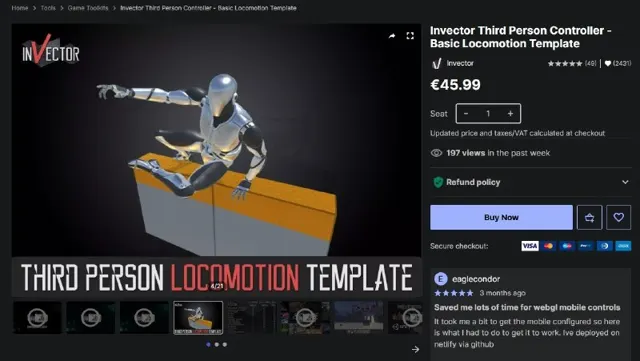 Home > Tools > Game Toolkits > Invector Third Person Controller - Basic Locomotion Template
INVECTOR
Invector Third Person Controller -
Basic Locomotion Template
Invector
(49) | (2431)
€45.99
Seat - 1 +
Updated price and taxes/VAT calculated at checkout
197 views in the past week
Refund policy
Buy Now
Secure checkout: VISA
THIRD PERSON LOCOMOTION TEMPLATE
4/21
E eaglecondor
3 months ago
Saved me lots of time for webgl mobile controls
It took me a bit to get the mobile configured so here
is what I had to do to get it to work. Ive deployed on
netlify via github